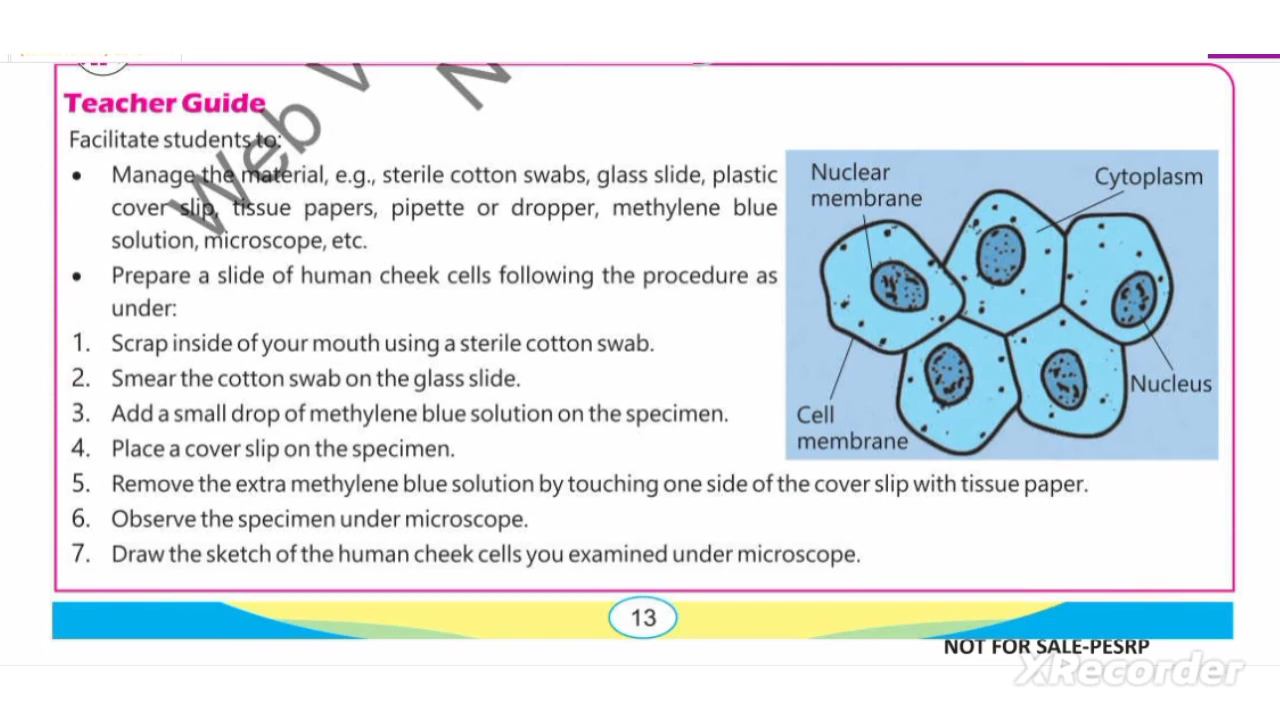 Teacher Guide
Facilitate students to:
• Manage the material, e.g., sterile cotton swabs, glass slide, plastic
cover slip, tissue papers, pipette or dropper, methylene blue
solution, microscope, etc.
• Prepare a slide of human cheek cells following the procedure as
under:
1. Scrap inside of your mouth using a sterile cotton swab.
2. Smear the cotton swab on the glass slide.
3. Add a small drop of methylene blue solution on the specimen.
4. Place a cover slip on the specimen.
Nuclear
membrane
Cytoplasm
Nucleus
Cell
membrane
5. Remove the extra methylene blue solution by touching one side of the cover slip with tissue paper.
6. Observe the specimen under microscope.
7. Draw the sketch of the human cheek cells you examined under microscope.
Web
13
NOT FOR SALE-PESRP
XRecorder